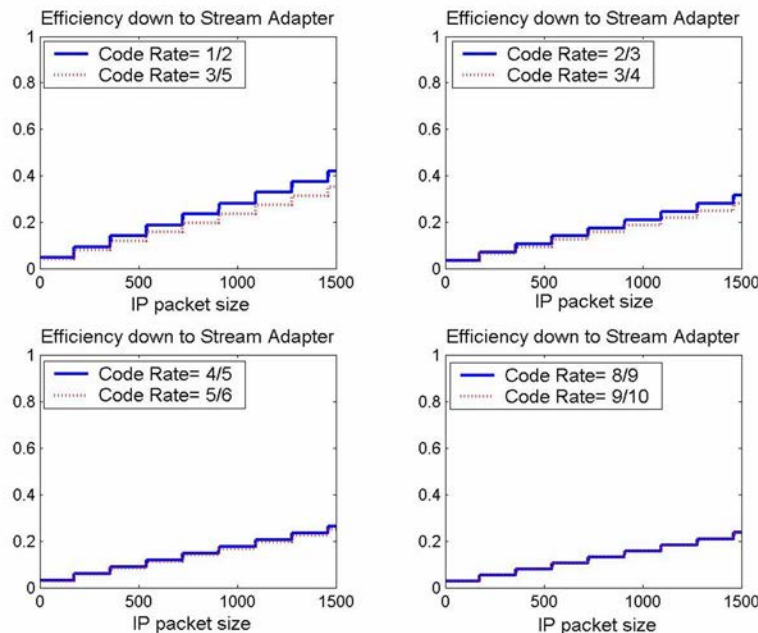 Efficiency down to Stream Adapter
1
0.8
0.6
0.4
0.2
0
Code Rate= 1/2
Code Rate= 3/5
0 500 1000 1500
IP packet size
Efficiency down to Stream Adapter
1
0.8
0.6
0.4
0.2
0
Code Rate= 2/3
Code Rate= 3/4
0 500 1000 1500
IP packet size
Efficiency down to Stream Adapter
1
0.8
0.6
0.4
0.2
0
Code Rate= 4/5
Code Rate= 5/6
0 500 1000 1500
IP packet size
Efficiency down to Stream Adapter
1
0.8
0.6
0.4
0.2
0
Code Rate= 8/9
Code Rate= 9/10
0 500 1000 1500
IP packet size